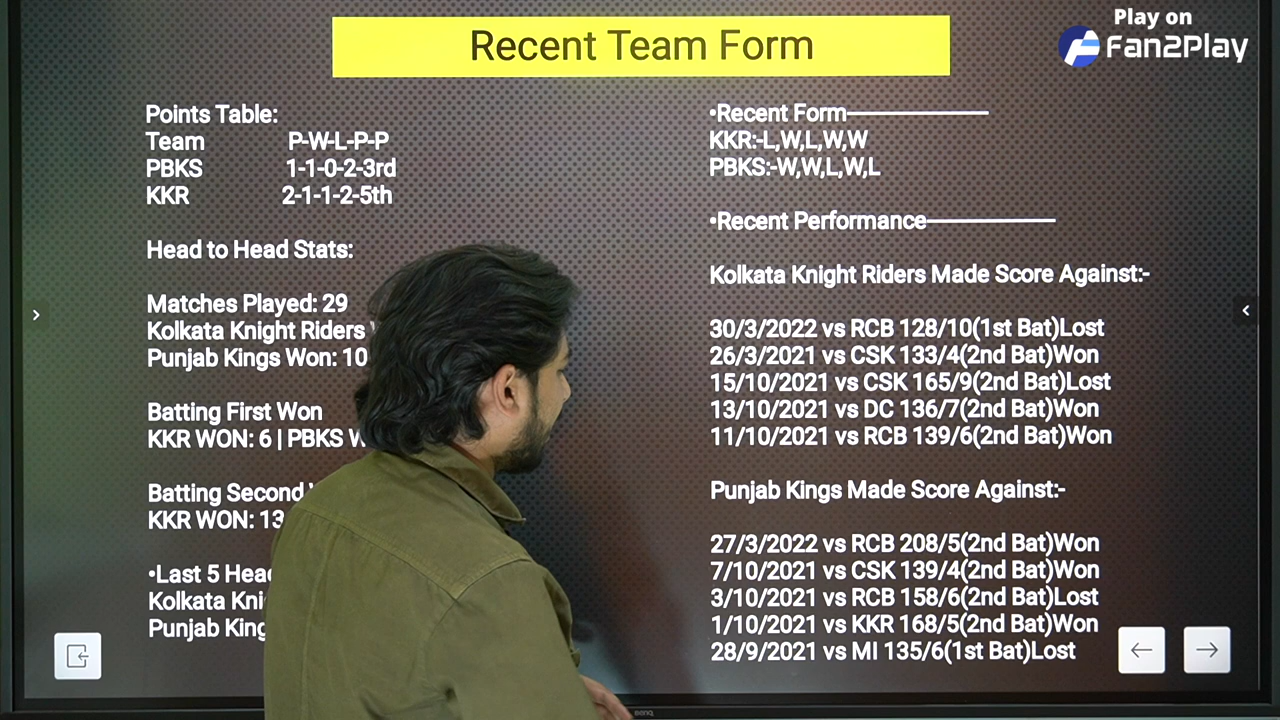 Play on
Fan2Play
Recent Team Form
Points Table:
Team P-W-L-P-P
PBKS 1-1-0-2-3rd
KKR 2-1-1-2-5th
Head to Head Stats:
Matches Played: 29
Kolkata Knight Riders
Punjab Kings Won: 10
Batting First Won
KKR WON: 6 | PBKS
Batting Second
KKR WON: 13
•Last 5
Kolkata
Punjab
•Recent Form
KKR:-L,W,L,W,W
PBKS:-W,W,L,W,L
•Recent Performance
Kolkata Knight Riders Made Score Against:-
30/3/2022 vs RCB 128/10(1st Bat)Lost
26/3/2021 vs CSK 133/4(2nd Bat)Won
15/10/2021 vs CSK 165/9(2nd Bat)Lost
13/10/2021 vs DC 136/7(2nd Bat)Won
11/10/2021 vs RCB 139/6(2nd Bat)Won
Punjab Kings Made Score Against:-
27/3/2022 vs RCB 208/5(2nd Bat)Won
7/10/2021 vs CSK 139/4(2nd Bat)Won
3/10/2021 vs RCB 158/6(2nd Bat)Lost
1/10/2021 vs KKR 168/5(2nd Bat)Won
28/9/2021 vs MI 135/6(1st Bat)Lost
BenQ